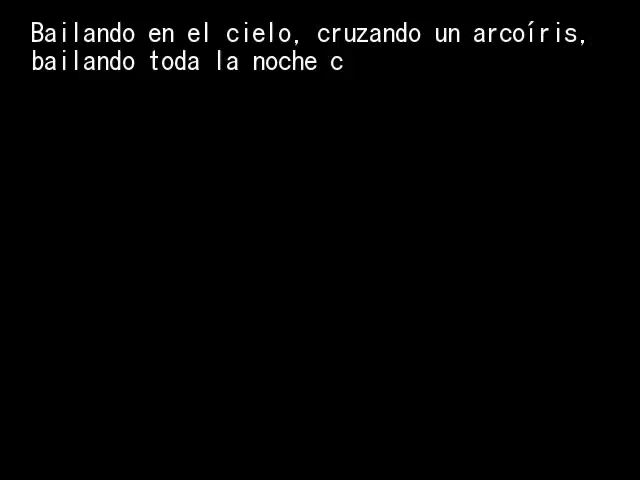 Bailando en el cielo, cruzando un arcoíris,
bailando toda la noche c